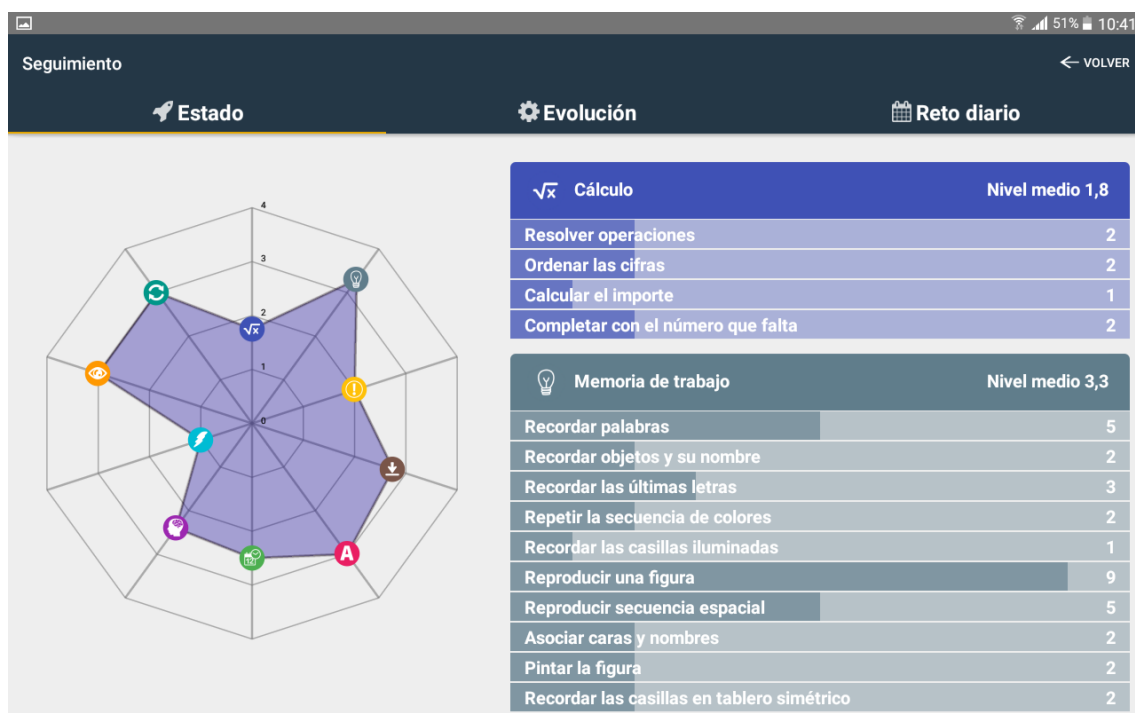 51% 10:41
Seguimiento
VOLVER
Estado Evolución Reto diario
4
3
2
1
0
√x
A
12
√x Cálculo Nivel medio 1,8
Resolver operaciones 2
Ordenar las cifras 2
Calcular el importe 1
Completar con el número que falta 2
Memoria de trabajo Nivel medio 3,3
Recordar palabras 5
Recordar objetos y su nombre 2
Recordar las últimas letras 3
Repetir la secuencia de colores 2
Recordar las casillas iluminadas 1
Reproducir una figura 9
Reproducir secuencia espacial 5
Asociar caras y nombres 2
Pintar la figura 2
Recordar las casillas en tablero simétrico 2